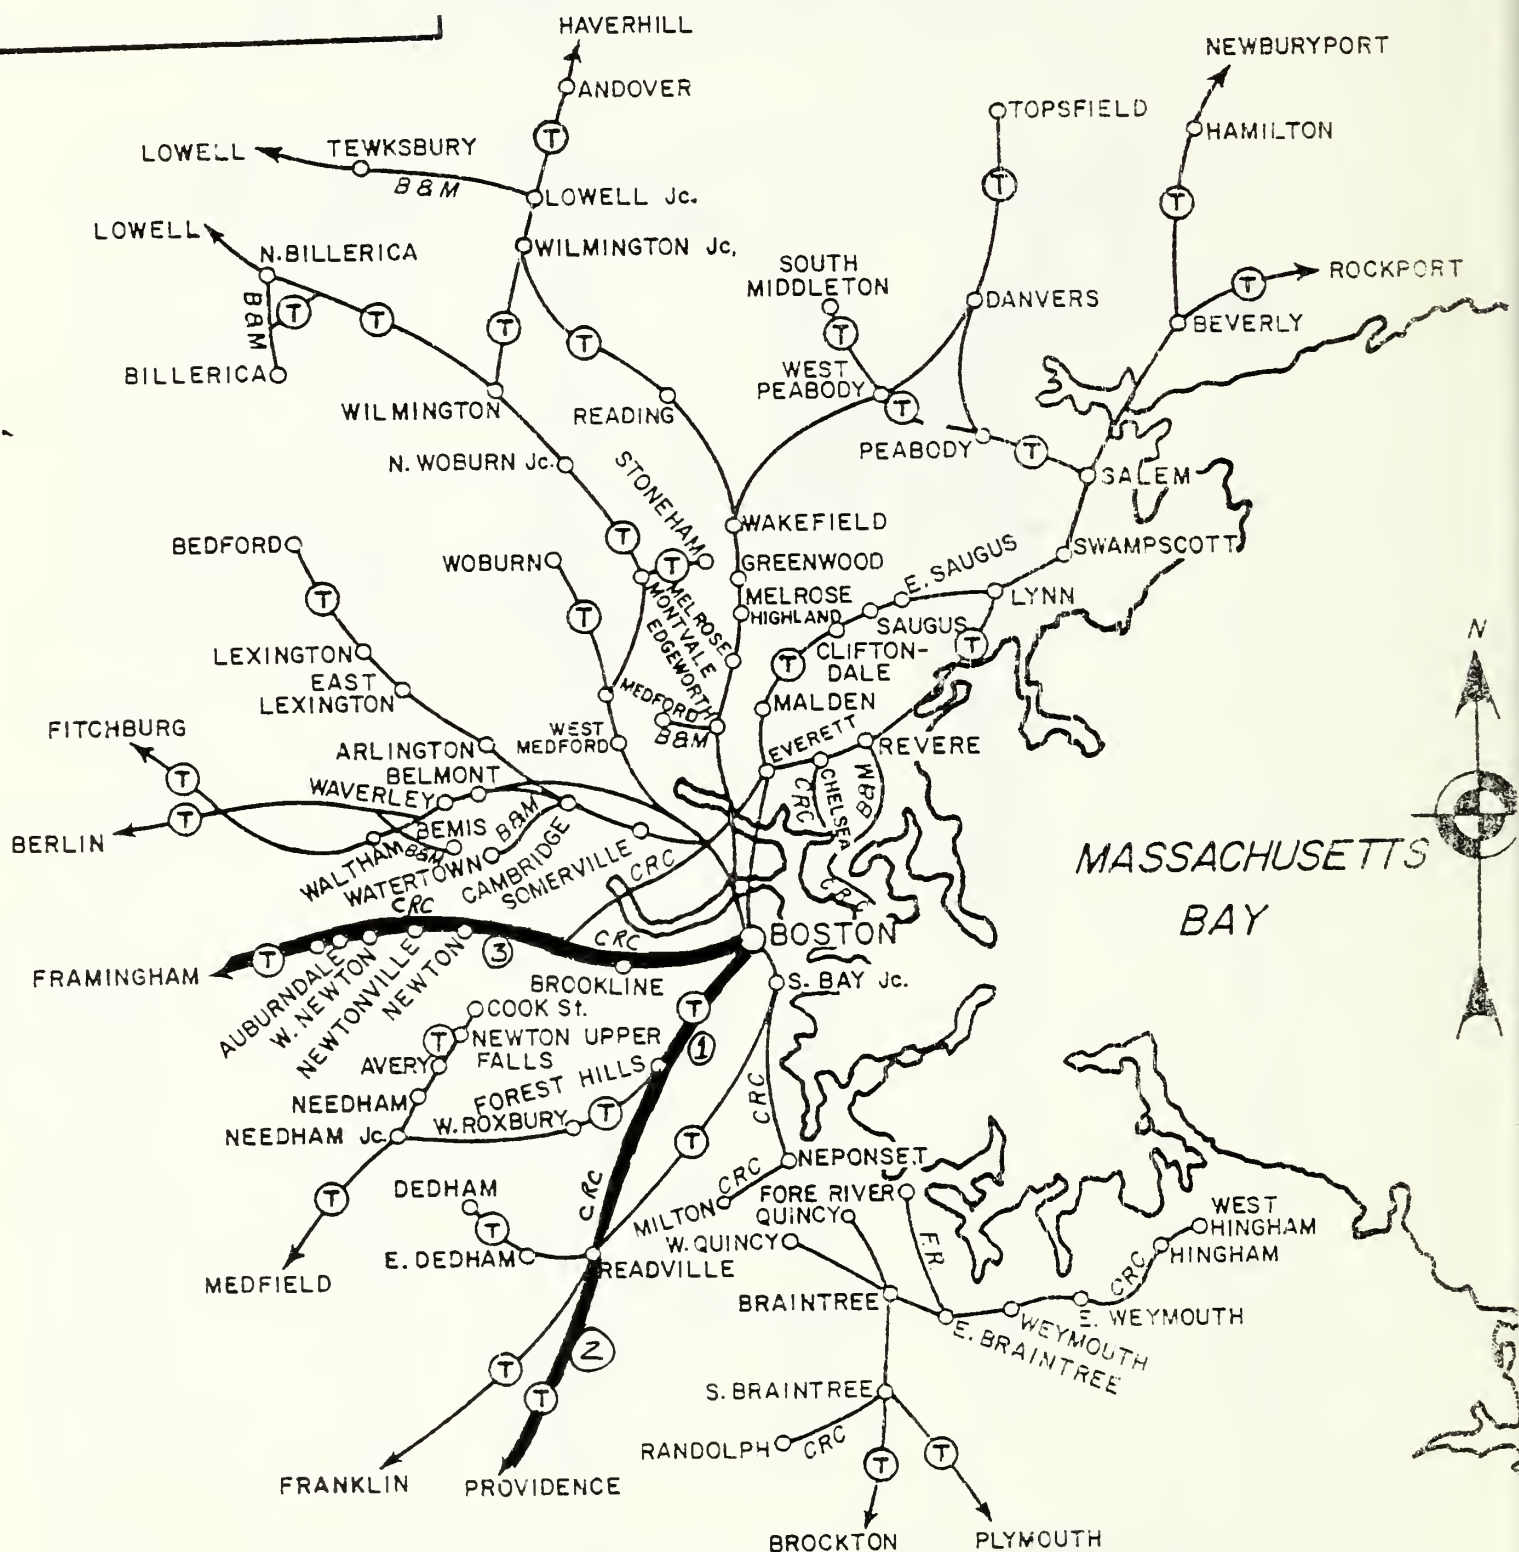 HAVERHILL
NEWBURYPORT
ANDOVER
TOPSFIELD
HAMILTON
T
LOWELL
TEWKSBURY
B&M
LOWELL Jc.
T
T
LOWELL
N. BILLERICA
WILMINGTON Jc,
SOUTH
MIDDLETON
ROCKPORT
T
DANVERS
B&M
T
T
T
T
T
BEVERLY
BILLERICA
WEST
PEABODY
T
WILMINGTON
READING
PEABODY
T
N. WOBURN Jc.
STONEHAM
SALEM
WAKEFIELD
BEDFORD
WOBURN
T
T
GREENWOOD
E. SAUGUS
SWAMPSCOTT
T
T
MELROSE
HIGHLAND
LYNN
N
MELROSE
MONTVALE
EDGEWORTH
SAUGUS
T
LEXINGTON
EAST
LEXINGTON
CLIFTON-
DALE
T
MEDFORD
B&M
MALDEN
FITCHBURG
WEST
MEDFORD
EVERETT
REVERE
ARLINGTON
BELMONT
T
WAVERLEY
B&M
CRC
CHELSEA
WBB
T
BERLIN
BEMIS
B&M
WALTHAM
WATERTOWN
CAMBRIDGE
SOMERVILLE
CRC
CRC
MASSACHUSETTS
BAY
CRC
3
CRC
BOSTON
T
FRAMINGHAM
AUBURNDALE
W. NEWTON
NEWTONVILLE
NEWTON
BROOKLINE
S. BAY Jc.
COOK St.
T
1
T
NEWTON UPPER
FALLS
AVERY
FOREST HILLS
NEEDHAM
W. ROXBURY
T
CRC
NEEDHAM Jc.
T
NEPONSET
T
DEDHAM
CRC
CRC
FORE RIVER
MILTON
QUINCY
WEST
HINGHAM
T
W. QUINCY
F.R.
HINGHAM
E. DEDHAM
READVILLE
CRC
MEDFIELD
BRAINTREE
E. WEYMOUTH
WEYMOUTH
E. BRAINTREE
2
T
T
S. BRAINTREE
RANDOLPH
CRC
T
T
FRANKLIN
PROVIDENCE
BROCKTON
PLYMOUTH